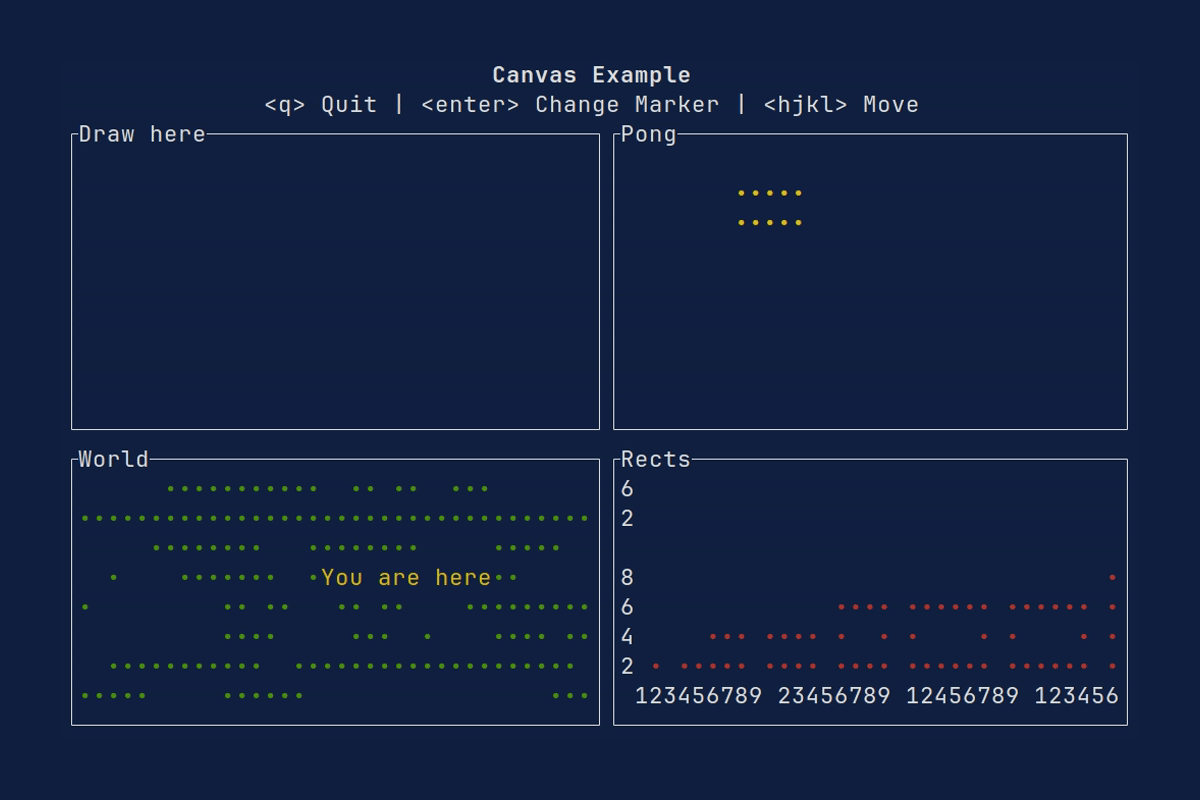 Canvas Example
<q> Quit | <enter> Change Marker | <hjkl> Move
Draw here
Pong
World
You are here
Rects
6
2
8
6
4
2
123456789 23456789 12456789 123456